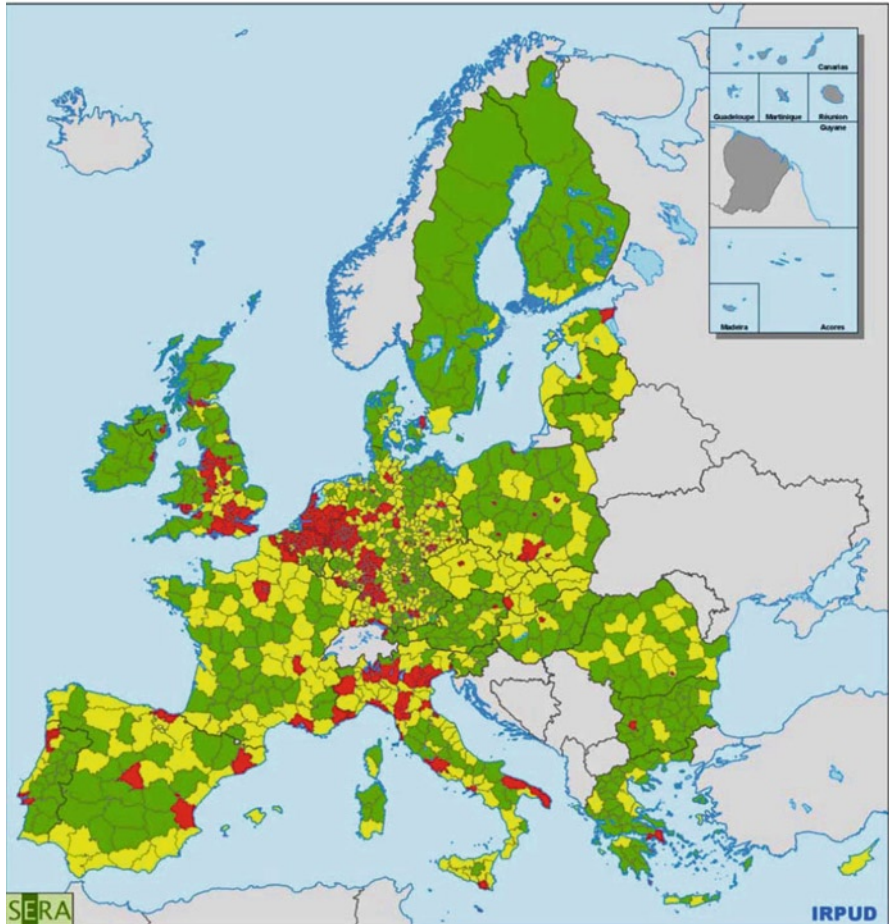 Canarias
Guadeloupe
Martinique
Réunion
Guyane
Madeira
Acores
SERA
IRPUD